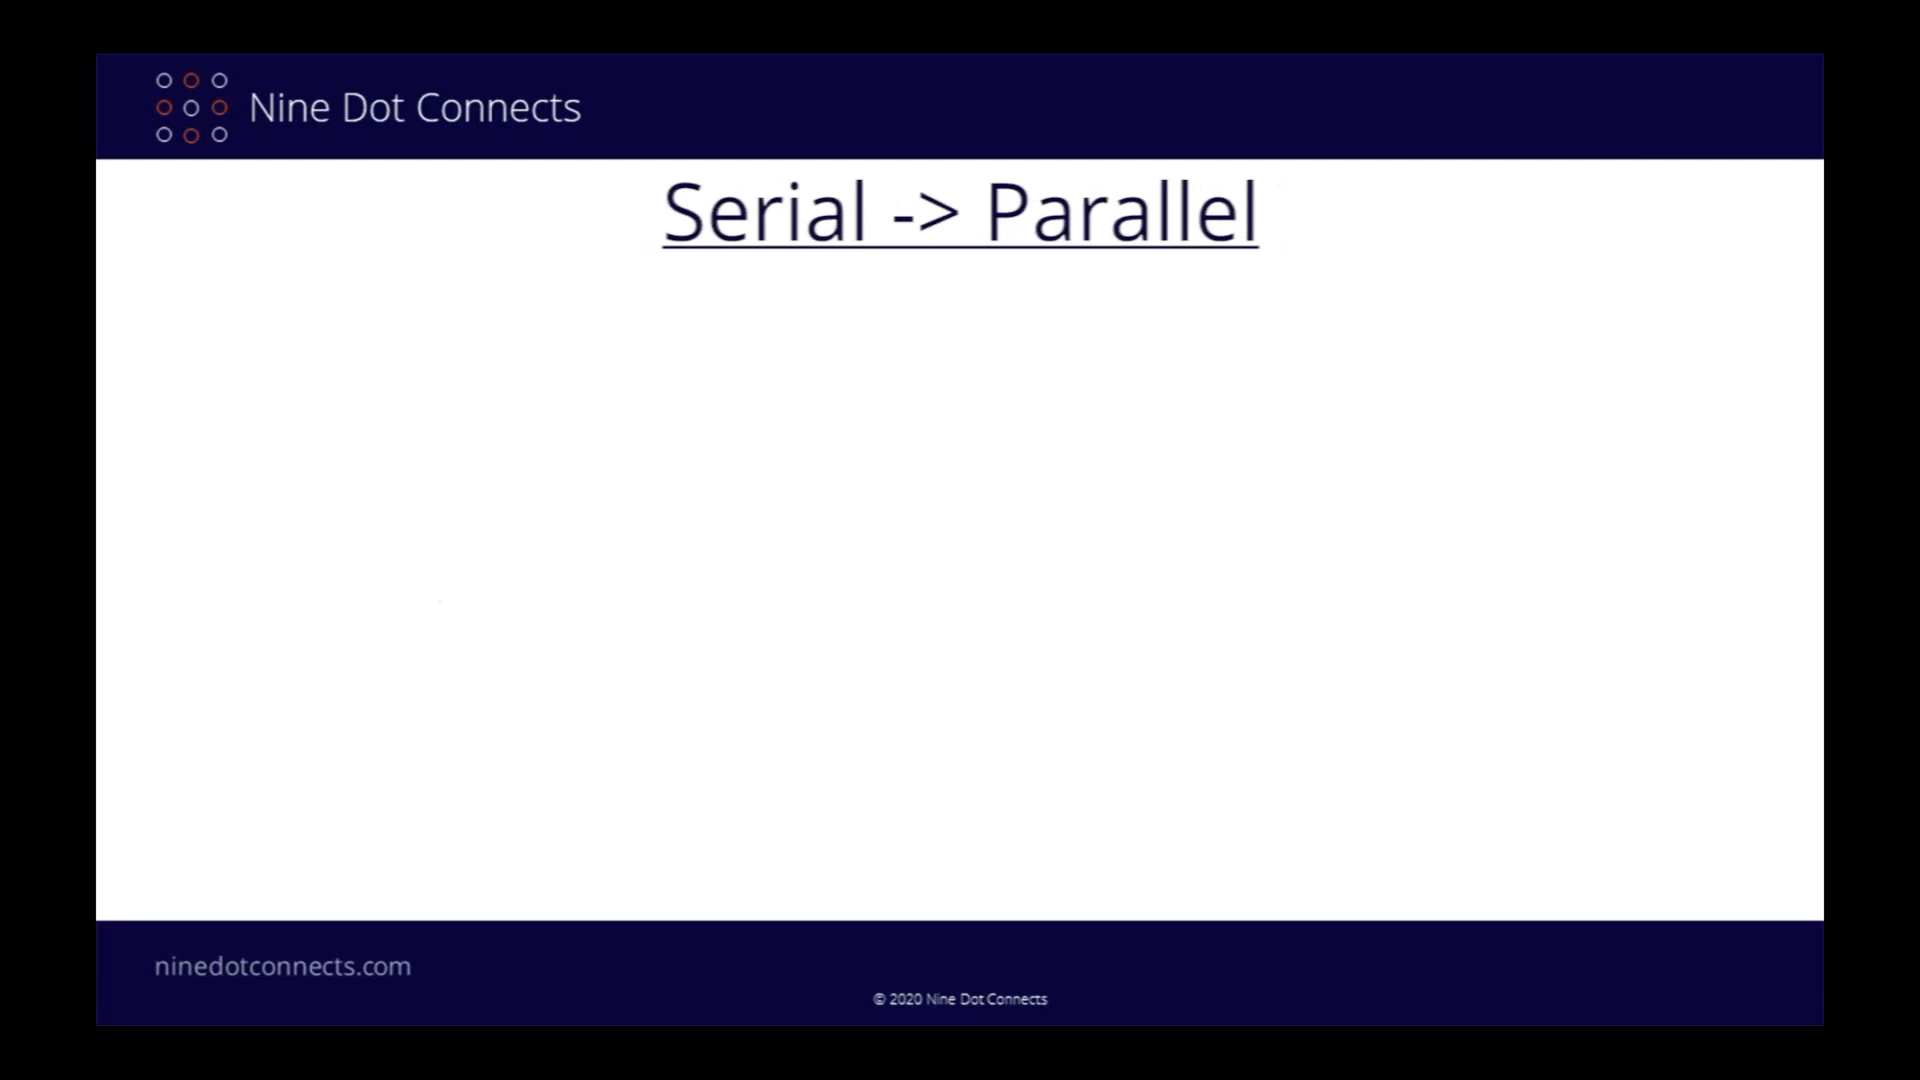 Nine Dot Connects
Serial -> Parallel
ninedotconnects.com
© 2020 Nine Dot Connects